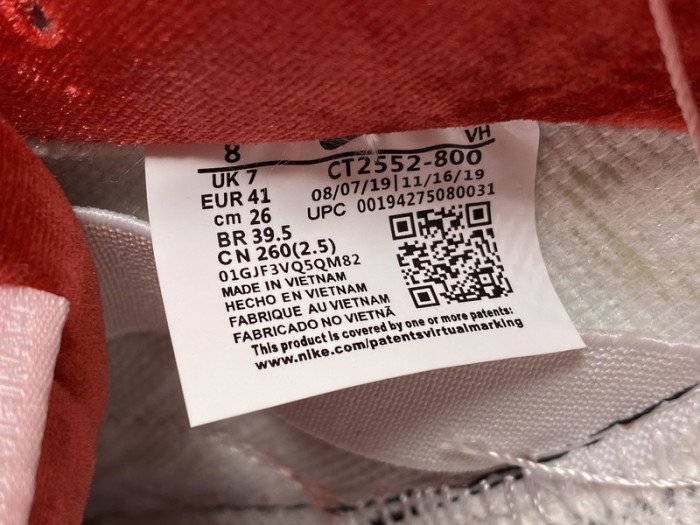 8 VH
UK 7 CT2552-800
EUR 41 08/07/19|11/16/19
cm 26 UPC 00194275080031
BR 39.5
CN 260(2.5)
01GJF3VQ5QM82
MADE IN VIETNAM
HECHO EN VIETNAM
FABRIQUE AU VIETNAM
FABRICADO NO VIETNÃ
This product is covered by one or more patents:
www.nike.com/patentsvirtualmarking